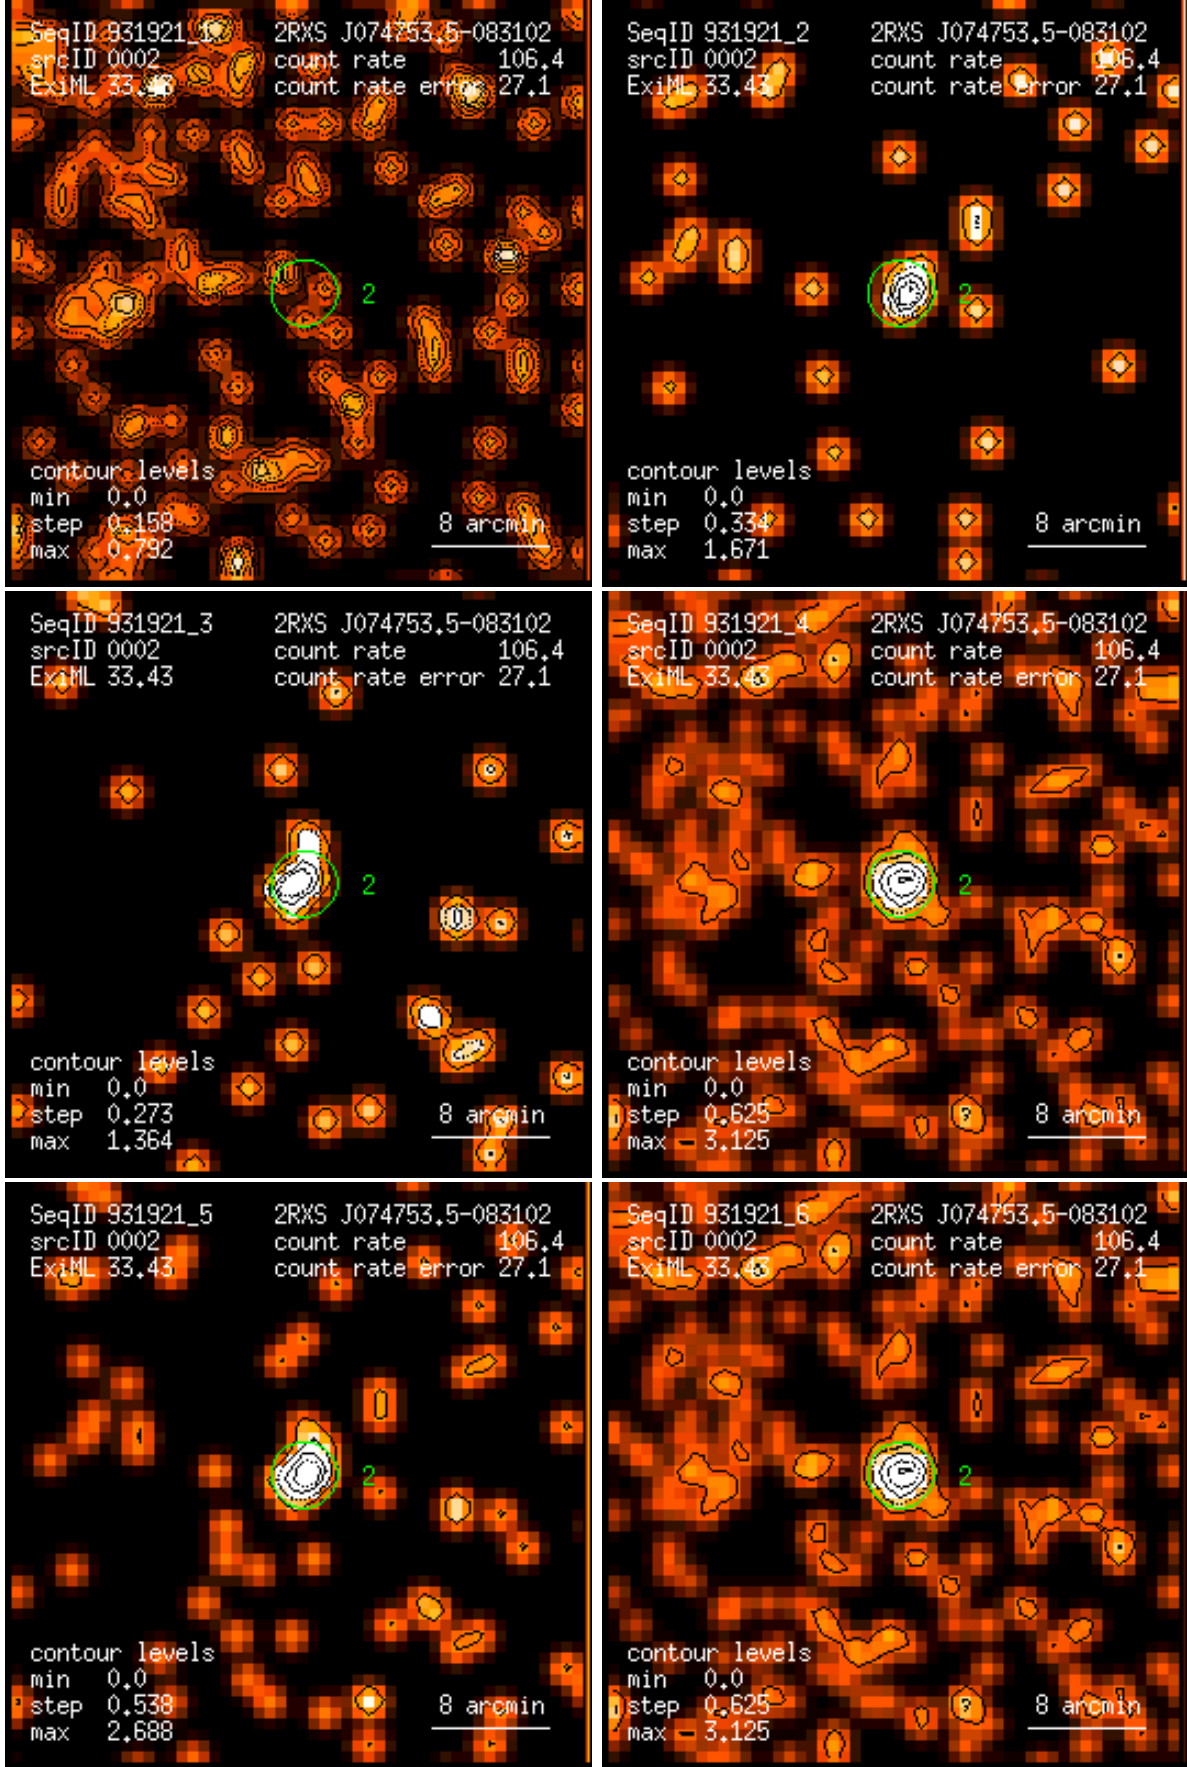 SeqID 931921_1 2RXS J074753.5-083102
srcID 0002 count rate 106.4
ExiML 33.43 count rate error 27.1
2
contour levels
min 0.0
step 0.158 8 arcmin
max 0.792
SeqID 931921_2 2RXS J074753.5-083102
srcID 0002 count rate 106.4
ExiML 33.43 count rate error 27.1
2
contour levels
min 0.0
step 0.334 8 arcmin
max 1.671
SeqID 931921_3 2RXS J074753.5-083102
srcID 0002 count rate 106.4
ExiML 33.43 count rate error 27.1
2
contour levels
min 0.0
step 0.273 8 arcmin
max 1.364
SeqID 931921_4 2RXS J074753.5-083102
srcID 0002 count rate 106.4
ExiML 33.43 count rate error 27.1
2
contour levels
min 0.0
step 0.625 8 arcmin
max 3.125
SeqID 931921_5 2RXS J074753.5-083102
srcID 0002 count rate 106.4
ExiML 33.43 count rate error 27.1
2
contour levels
min 0.0
step 0.538 8 arcmin
max 2.688
SeqID 931921_6 2RXS J074753.5-083102
srcID 0002 count rate 106.4
ExiML 33.43 count rate error 27.1
2
contour levels
min 0.0
step 0.625 8 arcmin
max 3.125